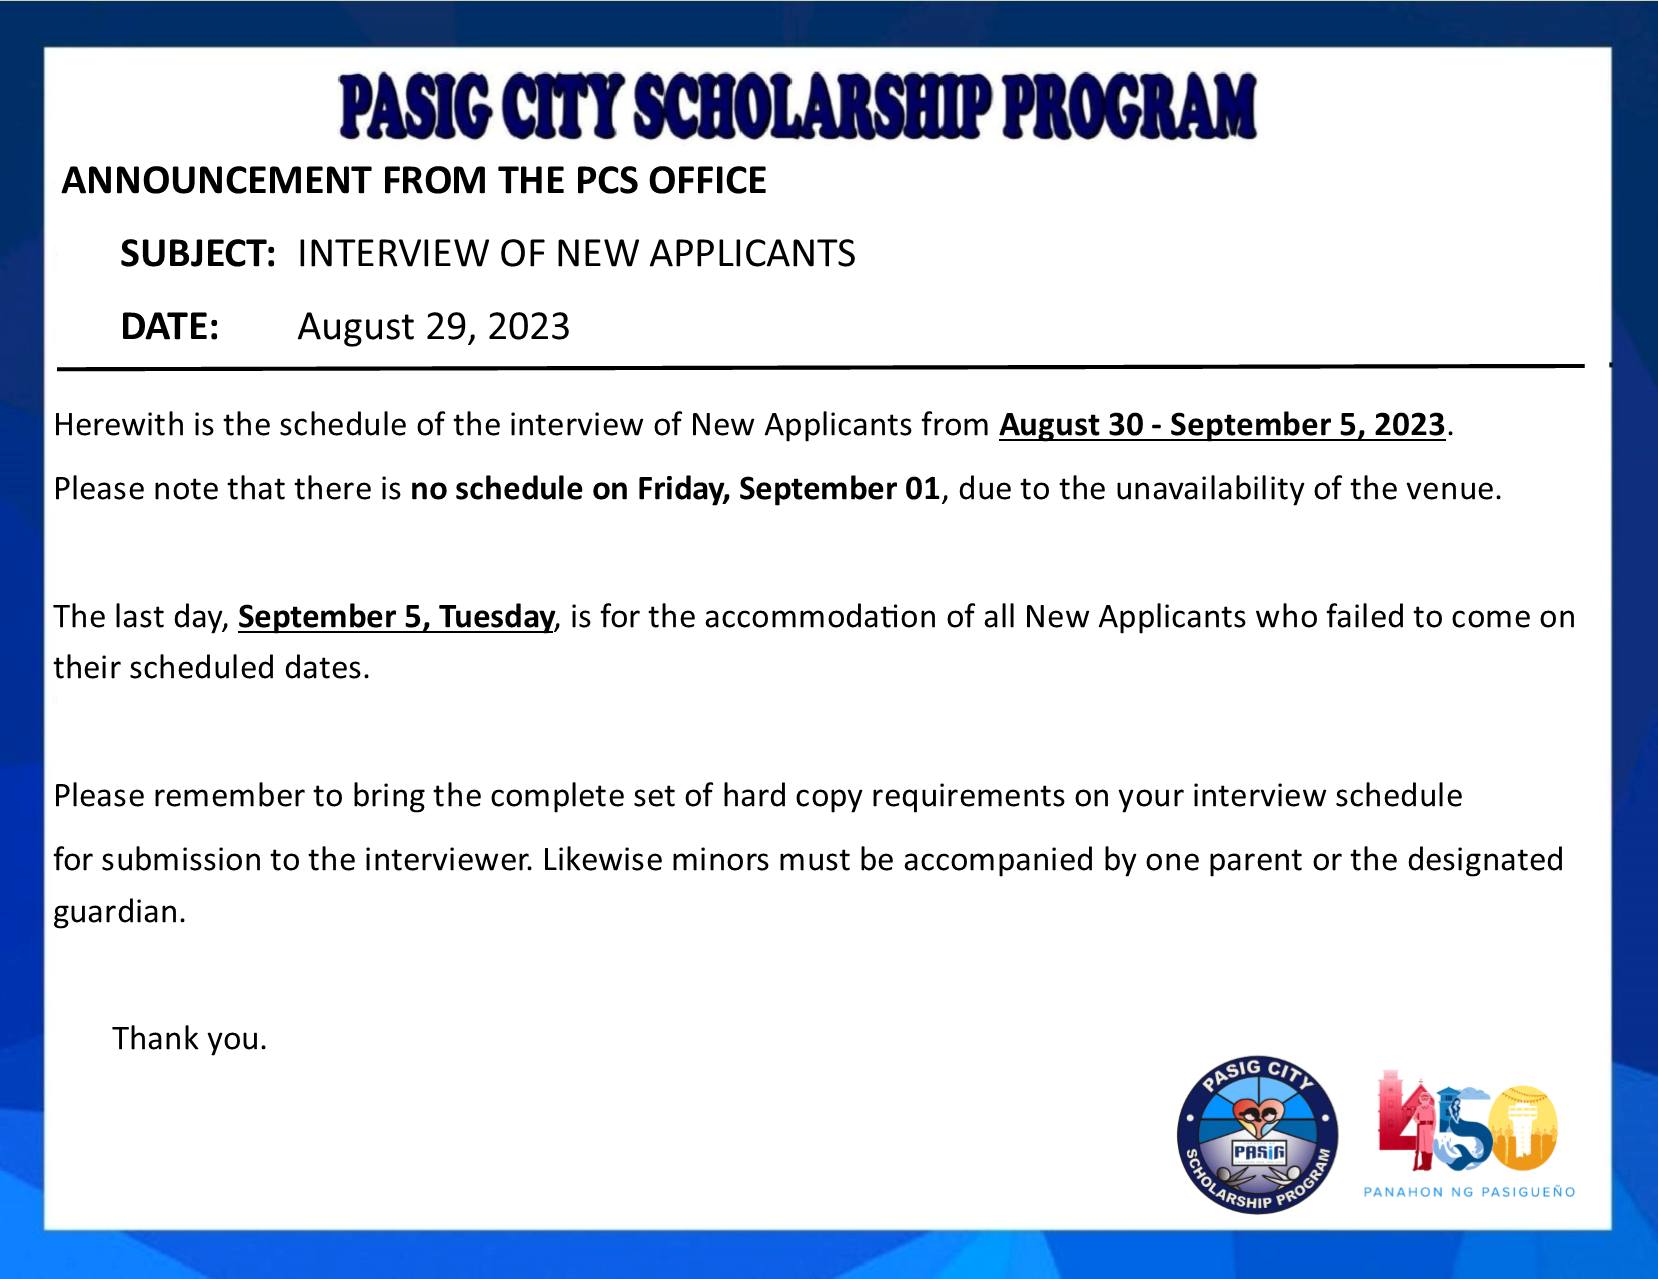 PASIG CITY SCHOLARSHIP PROGRAM
ANNOUNCEMENT FROM THE PCS OFFICE
SUBJECT: INTERVIEW OF NEW APPLICANTS
DATE: August 29, 2023
Herewith is the schedule of the interview of New Applicants from August 30 - September 5, 2023.
Please note that there is no schedule on Friday, September 01, due to the unavailability of the venue.
The last day, September 5, Tuesday, is for the accommodation of all New Applicants who failed to come on
their scheduled dates.
Please remember to bring the complete set of hard copy requirements on your interview schedule
for submission to the interviewer. Likewise minors must be accompanied by one parent or the designated
guardian.
Thank you.
PASIG CITY
PASIG
SCHOLARSHIP PROGRAM
450
PANAHON NG PASIGUEÑO